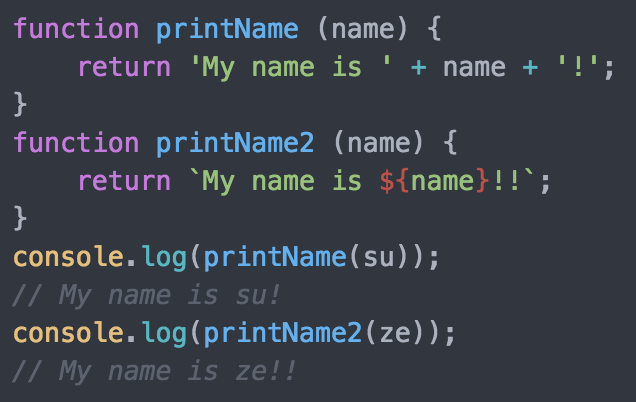 function printName (name) {
    return 'My name is ' + name + '!';
}
function printName2 (name) {
    return `My name is ${name}!!`;
}
console.log(printName(su));
// My name is su!
console.log(printName2(ze));
// My name is ze!!